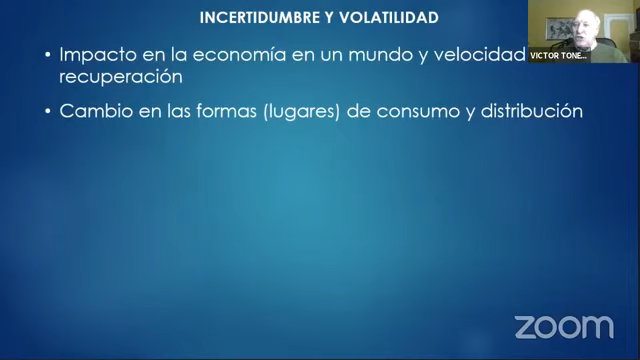 INCERTIDUMBRE Y VOLATILIDAD
• Impacto en la economía en un mundo y velocidad
recuperación
• Cambio en las formas (lugares) de consumo y distribución
VICTOR TONE...
zoom